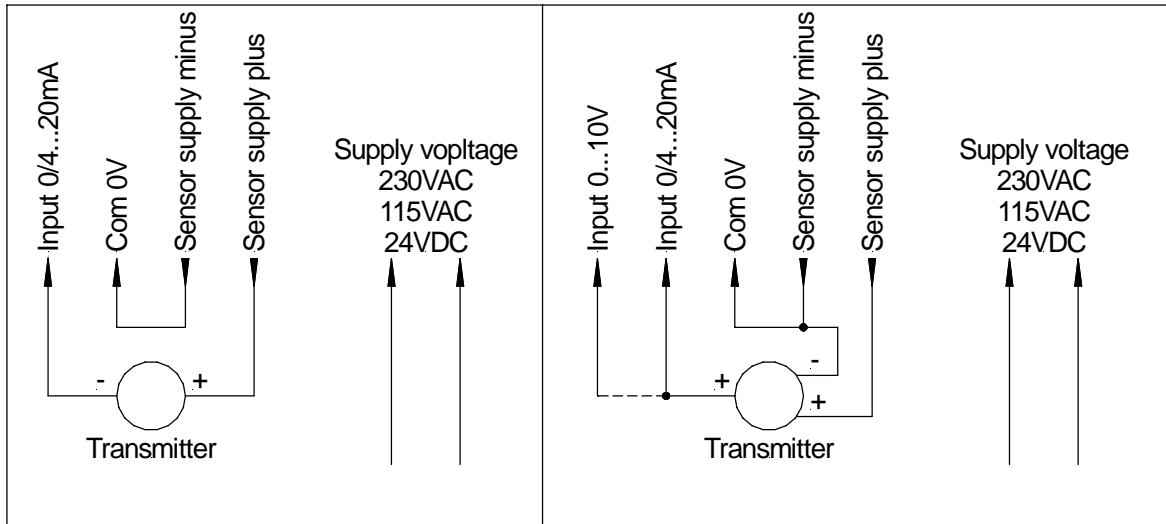 Input 0/4...20mA
Com 0V
Sensor supply minus
Sensor supply plus
Supply vopltage
230VAC
115VAC
24VDC
-
+
Transmitter
Input 0...10V
Input 0/4...20mA
Com 0V
Sensor supply minus
Sensor supply plus
Supply voltage
230VAC
115VAC
24VDC
+
-
+
Transmitter